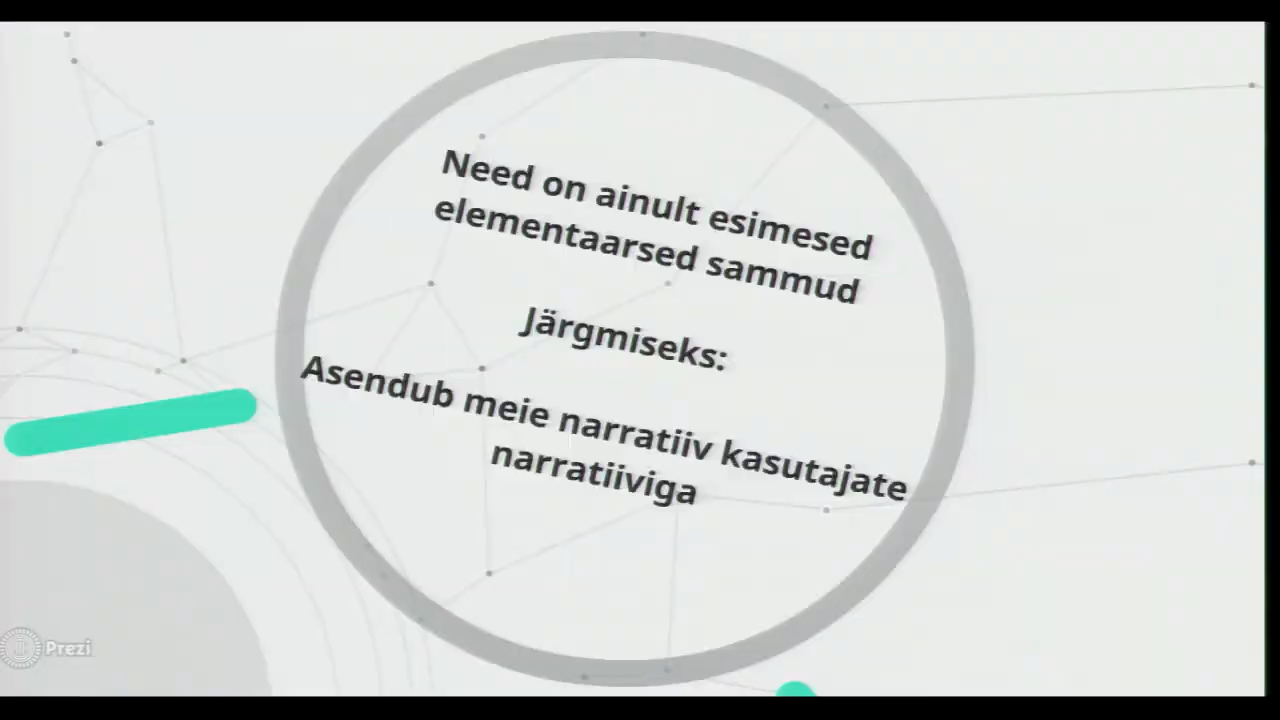 Need on ainult esimesed
elementaarsed sammud
Järgmiseks:
Asendub meie narratiiv kasutajate
narratiiviga
Prezi